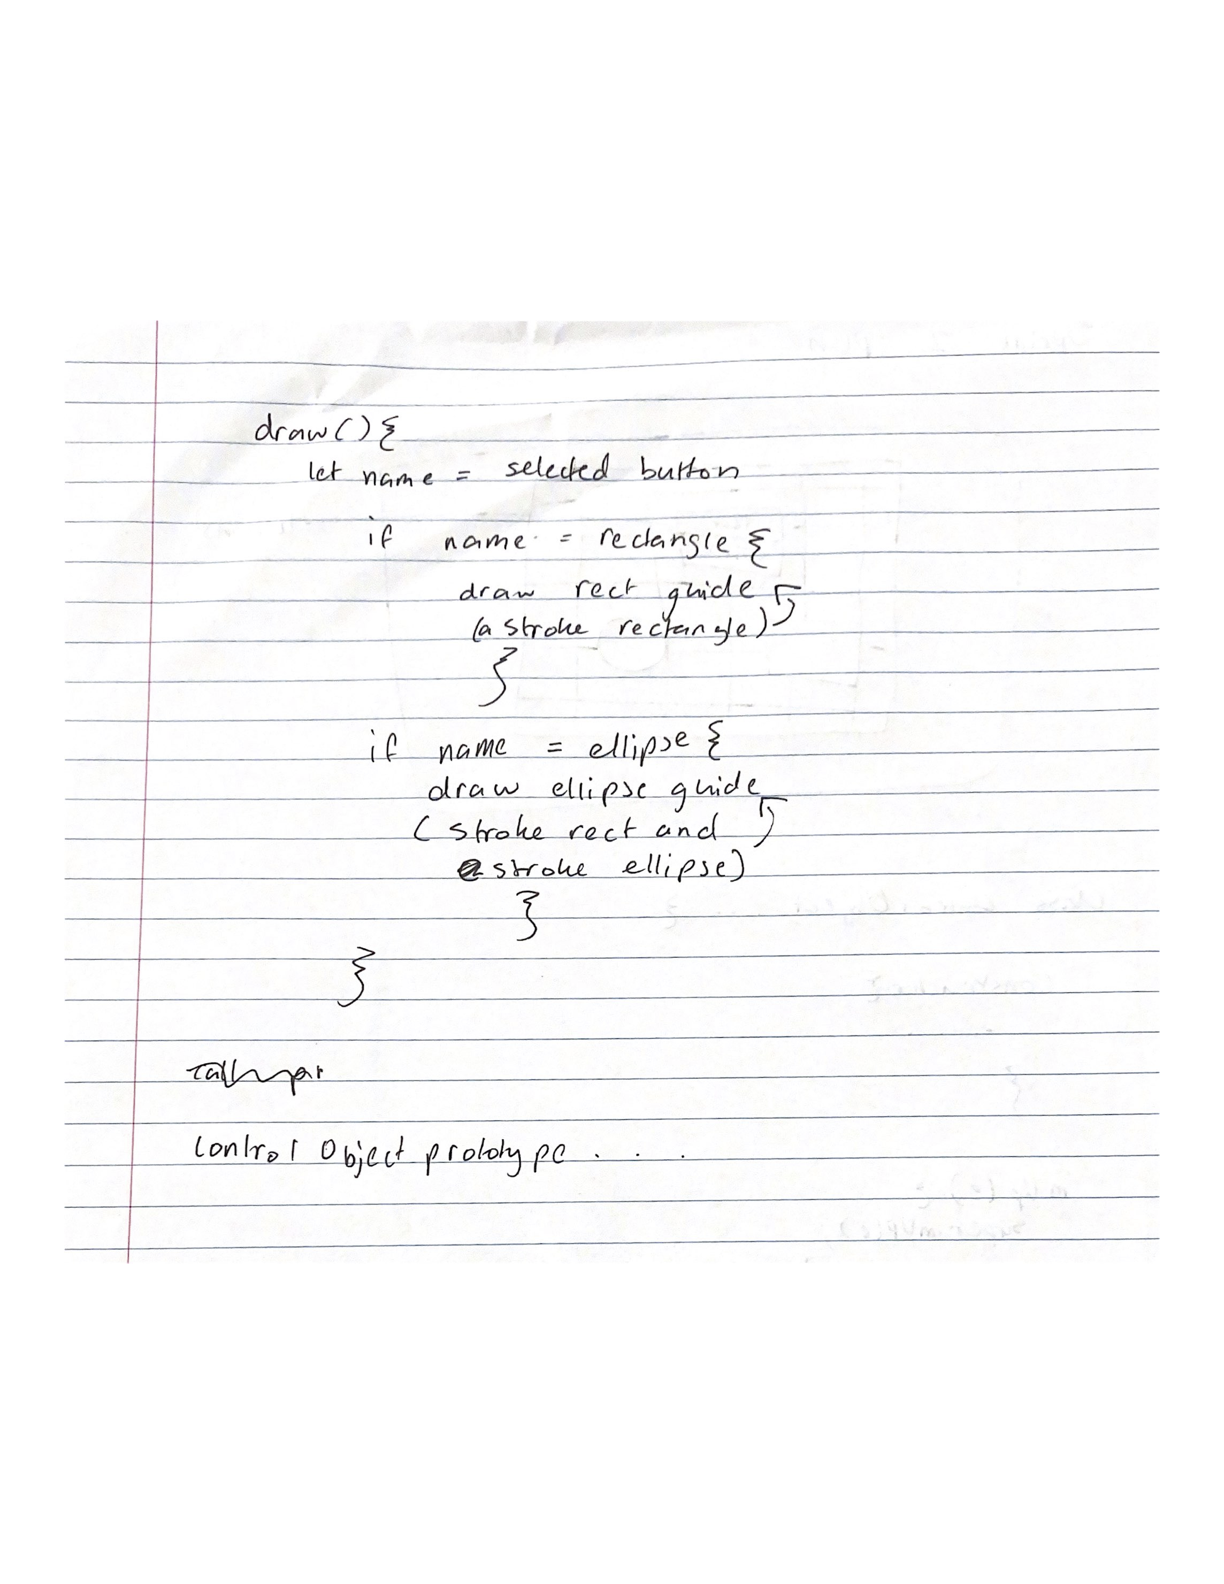 draw() {
let name = selected button
if name = rectangle {
draw rect guide
(a stroke rectangle)
}
if name = ellipse {
draw ellipse guide
( stroke rect and
stroke ellipse)
}
}
Control Object prototype . . .